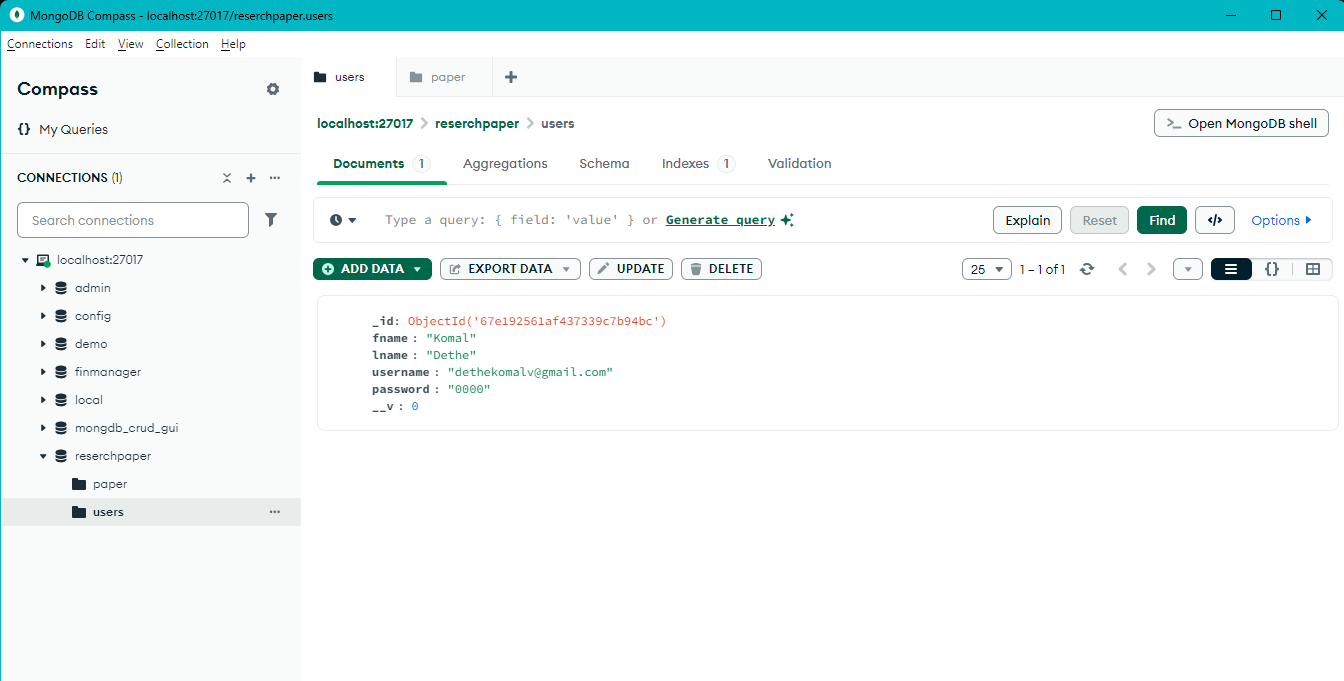 MongoDB Compass - localhost:27017/reserchpaper.users
Connections Edit View Collection Help
Compass
{} My Queries
CONNECTIONS (1)
Search connections
localhost:27017
admin
config
demo
finmanager
local
mongdb_crud_gui
reserchpaper
paper
users
users paper
localhost:27017 > reserchpaper > users
>_ Open MongoDB shell
Documents 1 Aggregations Schema Indexes 1 Validation
Type a query: { field: 'value' } or Generate query
Explain Reset Find </> Options
ADD DATA EXPORT DATA UPDATE DELETE
25 1 – 1 of 1 {}
_id: ObjectId('67e192561af437339c7b94bc')
fname : "Komal"
lname : "Dethe"
username : "dethekomalv@gmail.com"
password : "0000"
__v : 0